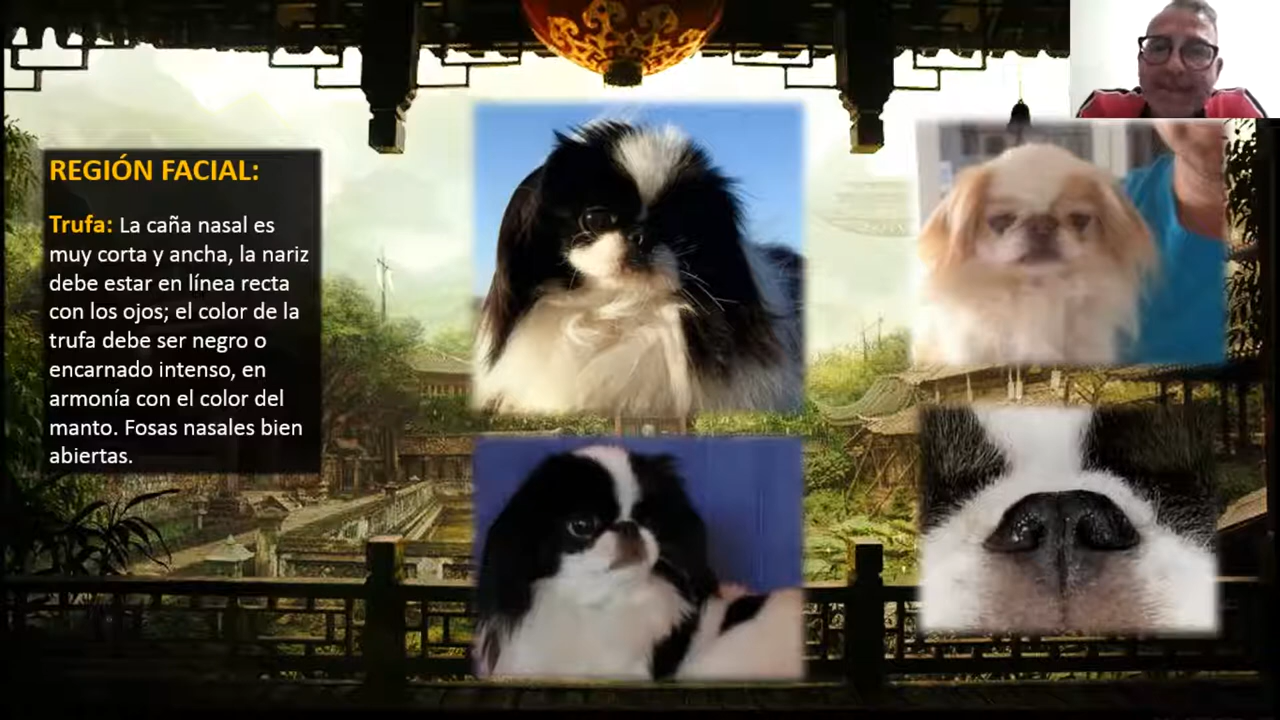 REGIÓN FACIAL:
Trufa: La caña nasal es
muy corta y ancha, la nariz
debe estar en línea recta
con los ojos; el color de la
trufa debe ser negro o
encarnado intenso, en
armonía con el color del
manto. Fosas nasales bien
abiertas.